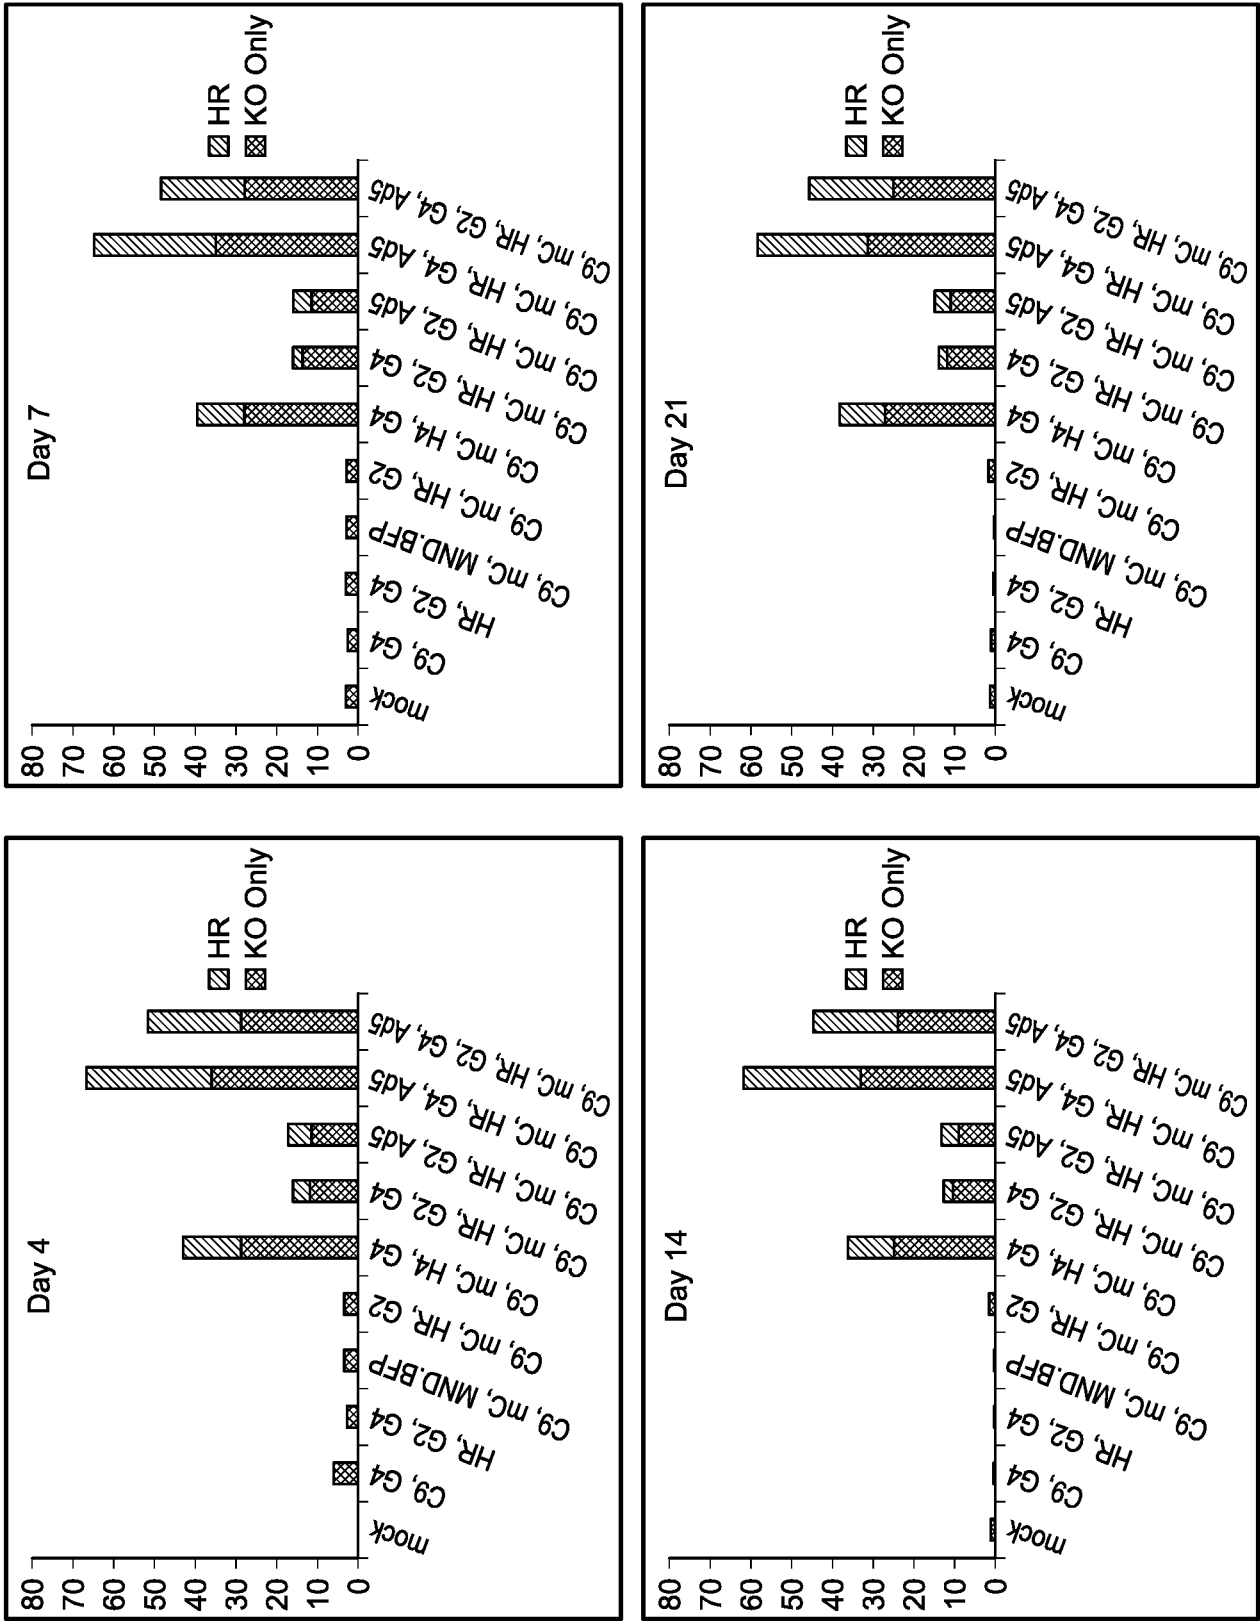 Day 4
80
70
60
50
40
30
20
10
0
mock
C9, G4
HR, G2, G4
C9, mC, MND.BFP
C9, mC, HR, G2
C9, mC, H4, G4
C9, mC, HR, G2, G4
C9, mC, HR, G2, Ad5
C9, mC, HR, G4, Ad5
C9, mC, HR, G2, G4, Ad5
HR
KO Only
Day 7
80
70
60
50
40
30
20
10
0
mock
C9, G4
HR, G2, G4
C9, mC, MND.BFP
C9, mC, HR, G2
C9, mC, H4, G4
C9, mC, HR, G2, G4
C9, mC, HR, G2, Ad5
C9, mC, HR, G4, Ad5
C9, mC, HR, G2, G4, Ad5
HR
KO Only
Day 14
80
70
60
50
40
30
20
10
0
mock
C9, G4
HR, G2, G4
C9, mC, MND.BFP
C9, mC, HR, G2
C9, mC, H4, G4
C9, mC, HR, G2, G4
C9, mC, HR, G2, Ad5
C9, mC, HR, G4, Ad5
C9, mC, HR, G2, G4, Ad5
HR
KO Only
Day 21
80
70
60
50
40
30
20
10
0
mock
C9, G4
HR, G2, G4
C9, mC, MND.BFP
C9, mC, HR, G2
C9, mC, H4, G4
C9, mC, HR, G2, G4
C9, mC, HR, G2, Ad5
C9, mC, HR, G4, Ad5
C9, mC, HR, G2, G4, Ad5
HR
KO Only